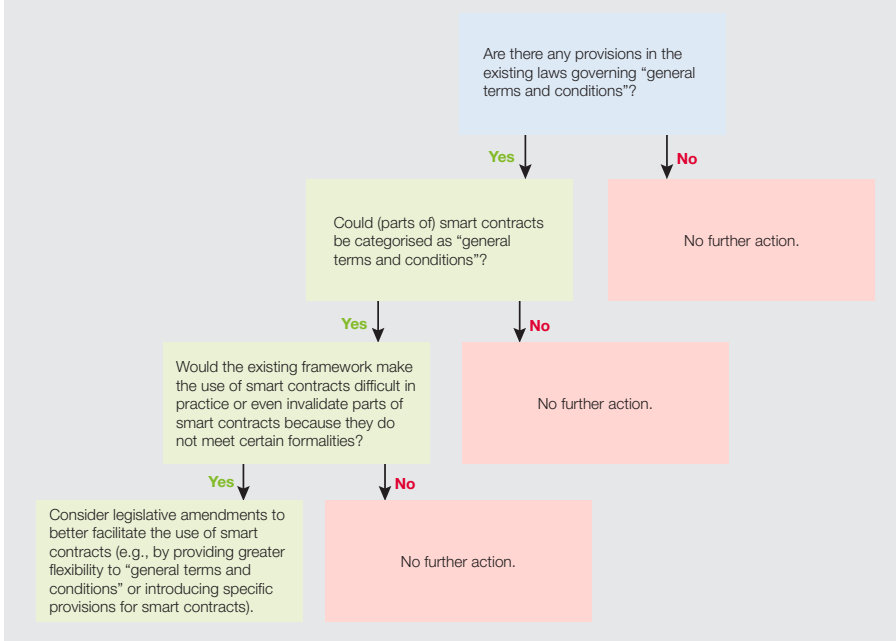 Are there any provisions in the
existing laws governing “general
terms and conditions”?
Yes
No
Could (parts of) smart contracts
be categorised as “general
terms and conditions”?
No further action.
Yes
No
Would the existing framework make
the use of smart contracts difficult in
practice or even invalidate parts of
smart contracts because they do
not meet certain formalities?
No further action.
Yes
No
Consider legislative amendments to
better facilitate the use of smart
contracts (e.g., by providing greater
flexibility to “general terms and
conditions” or introducing specific
provisions for smart contracts).
No further action.